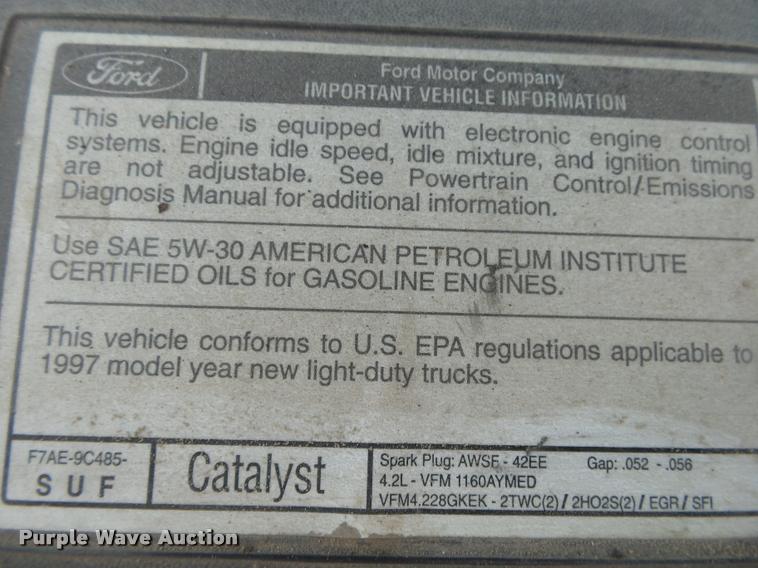 Ford
Ford Motor Company
IMPORTANT VEHICLE INFORMATION
This vehicle is equipped with electronic engine control
systems. Engine idle speed, idle mixture, and ignition timing
are not adjustable. See Powertrain Control/Emissions
Diagnosis Manual for additional information.
Use SAE 5W-30 AMERICAN PETROLEUM INSTITUTE
CERTIFIED OILS for GASOLINE ENGINES.
This vehicle conforms to U.S. EPA regulations applicable to
1997 model year new light-duty trucks.
F7AE-9C485-
SUF
Catalyst
Spark Plug: AWSF - 42EE Gap: .052 - .056
4.2L - VFM 1160AYMED
VFM4.228GKEK - 2TWC(2) / 2HO2S(2) / EGR / SFI
Purple Wave Auction